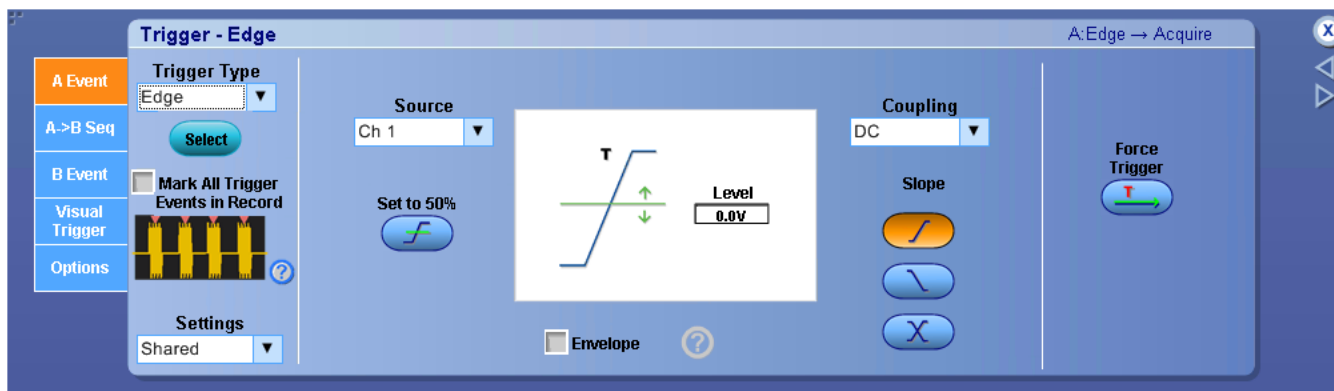 Trigger - Edge
A:Edge → Acquire
X
A Event
A->B Seq
B Event
Visual
Trigger
Options
Trigger Type
Edge
Select
Mark All Trigger
Events in Record
?
Settings
Shared
Source
Ch 1
Set to 50%
T
Level
0.0V
Envelope
?
Coupling
DC
Slope
Force
Trigger
T